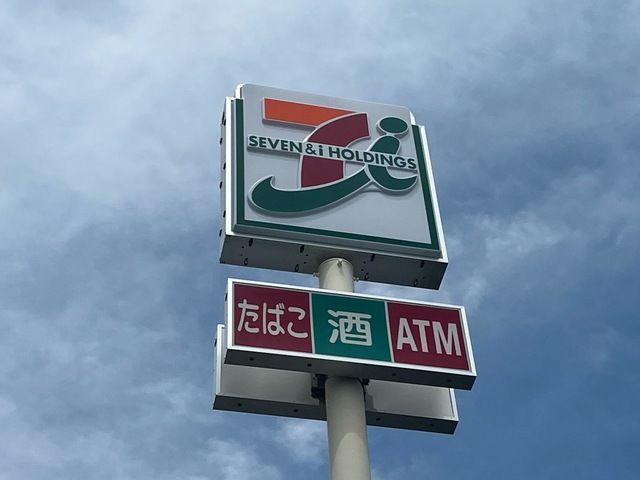 SEVEN & i HOLDINGS
たばこ 酒 ATM